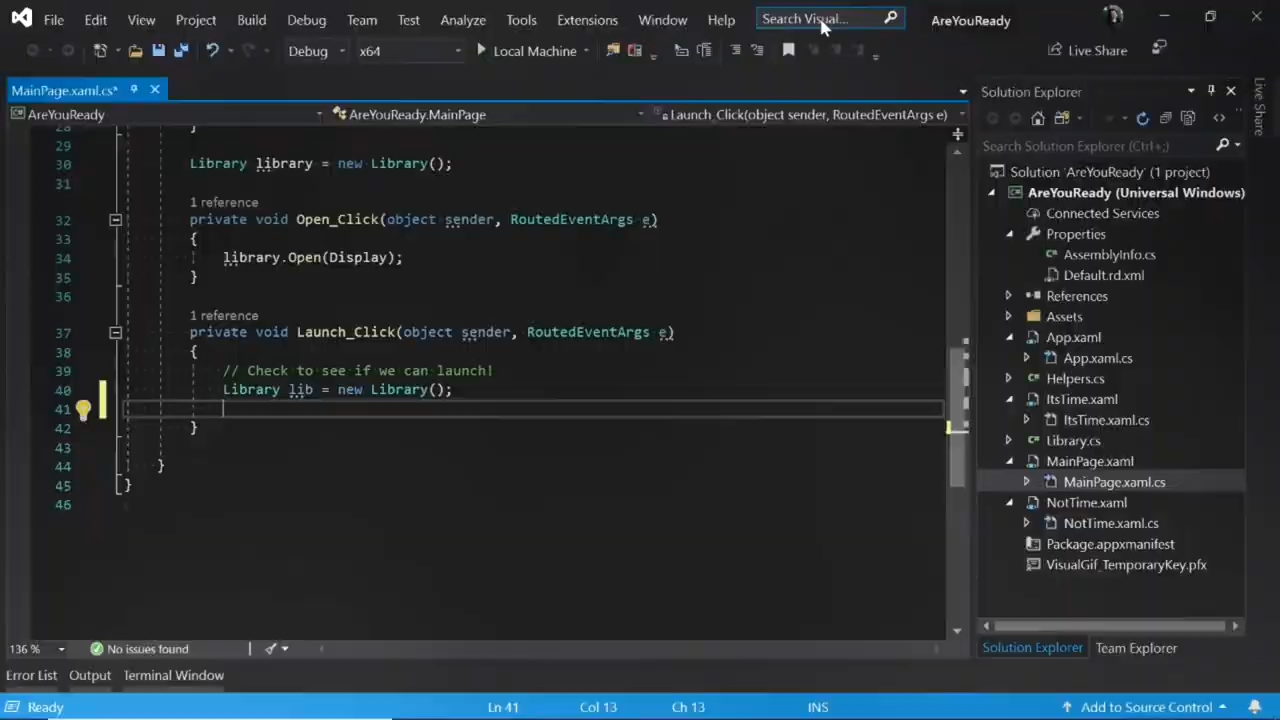 File Edit View Project Build Debug Team Test Analyze Tools Extensions Window Help Search Visual... AreYouReady
Debug x64 Local Machine Live Share
MainPage.xaml.cs*
AreYouReady AreYouReady.MainPage Launch_Click(object sender, RoutedEventArgs e)
28 }
29
30 Library library = new Library();
31
1 reference
32 private void Open_Click(object sender, RoutedEventArgs e)
33 {
34 library.Open(Display);
35 }
36
1 reference
37 private void Launch_Click(object sender, RoutedEventArgs e)
38 {
39 // Check to see if we can launch!
40 Library lib = new Library();
41
42 }
43
44 }
45 }
46
136 % No issues found
Error List Output Terminal Window
Ready Ln 41 Col 13 Ch 13 INS Add to Source Control
Solution Explorer
Search Solution Explorer (Ctrl+;)
Solution 'AreYouReady' (1 project)
AreYouReady (Universal Windows)
Connected Services
Properties
AssemblyInfo.cs
Default.rd.xml
References
Assets
App.xaml
App.xaml.cs
Helpers.cs
ItsTime.xaml
ItsTime.xaml.cs
Library.cs
MainPage.xaml
MainPage.xaml.cs
NotTime.xaml
NotTime.xaml.cs
Package.appxmanifest
VisualGif_TemporaryKey.pfx
Solution Explorer Team Explorer
Live Share